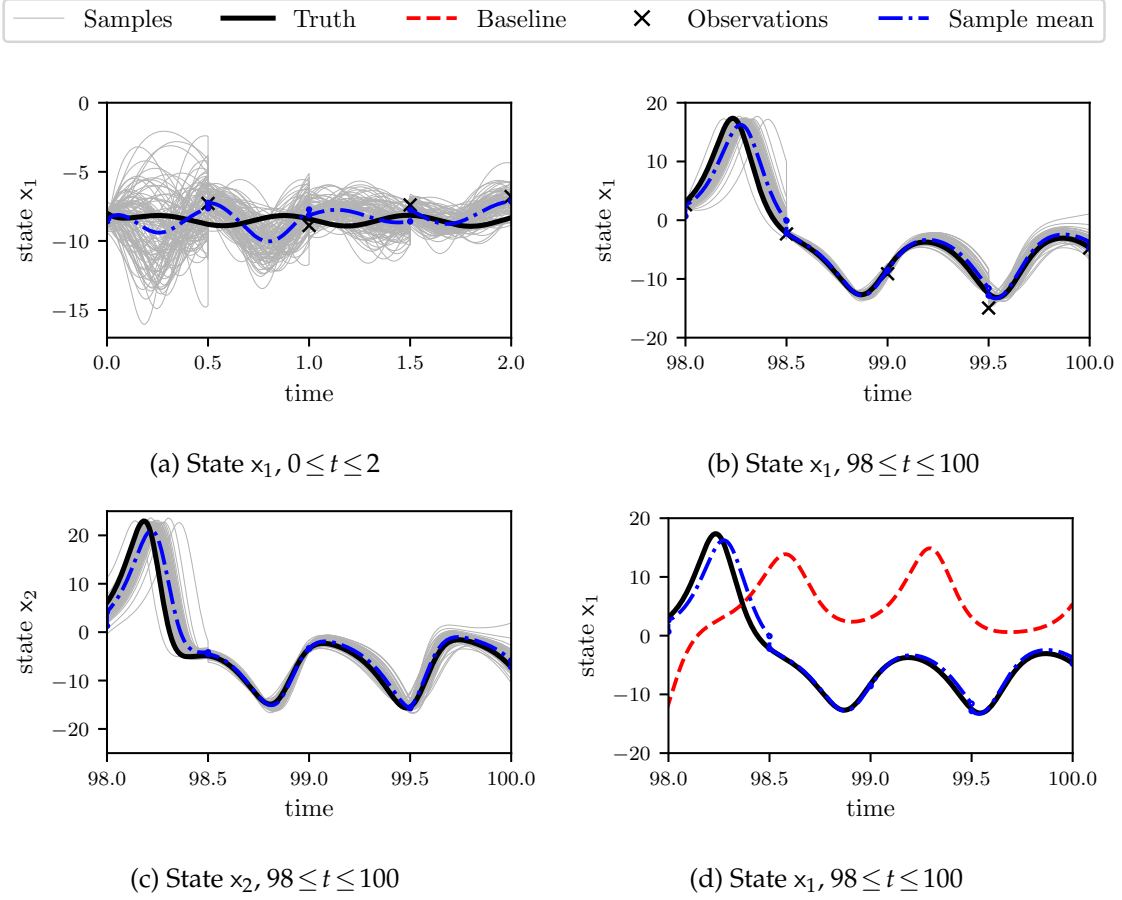 Samples Truth Baseline Observations Sample mean
0
−5
−10
−15
state x₁
0.0 0.5 1.0 1.5 2.0
time
20
10
0
−10
−20
state x₁
98.0 98.5 99.0 99.5 100.0
time
(a) State x₁, 0 ≤ t ≤ 2
(b) State x₁, 98 ≤ t ≤ 100
20
10
0
−10
−20
state x₂
98.0 98.5 99.0 99.5 100.0
time
20
10
0
−10
−20
state x₁
98.0 98.5 99.0 99.5 100.0
time
(c) State x₂, 98 ≤ t ≤ 100
(d) State x₁, 98 ≤ t ≤ 100